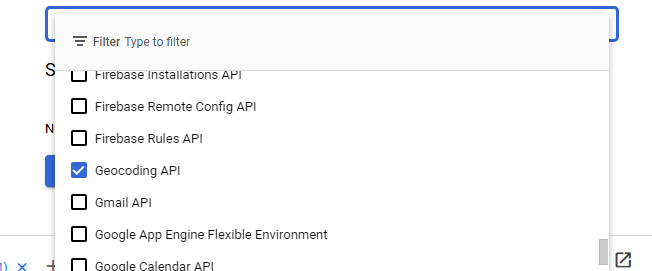 Filter Type to filter
S
Firebase Installations API
Firebase Remote Config API
N
Firebase Rules API
Geocoding API
Gmail API
Google App Engine Flexible Environment
Google Calendar API